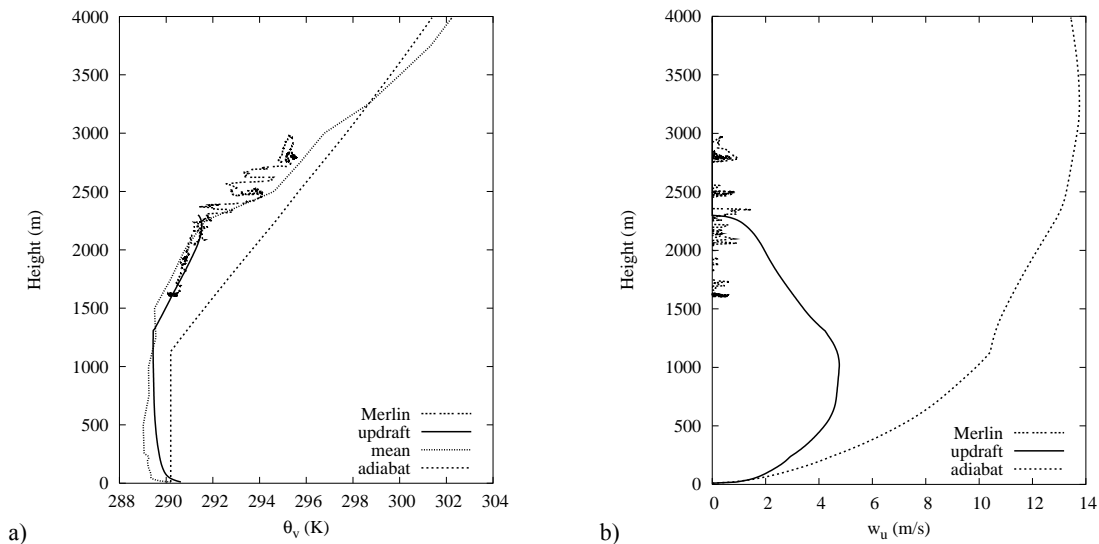 4000
3500
3000
2500
2000
1500
1000
500
0
Height (m)
288 290 292 294 296 298 300 302 304
θv (K)
Merlin
updraft
mean
adiabat
a)
4000
3500
3000
2500
2000
1500
1000
500
0
Height (m)
0 2 4 6 8 10 12 14
wu (m/s)
Merlin
updraft
adiabat
b)